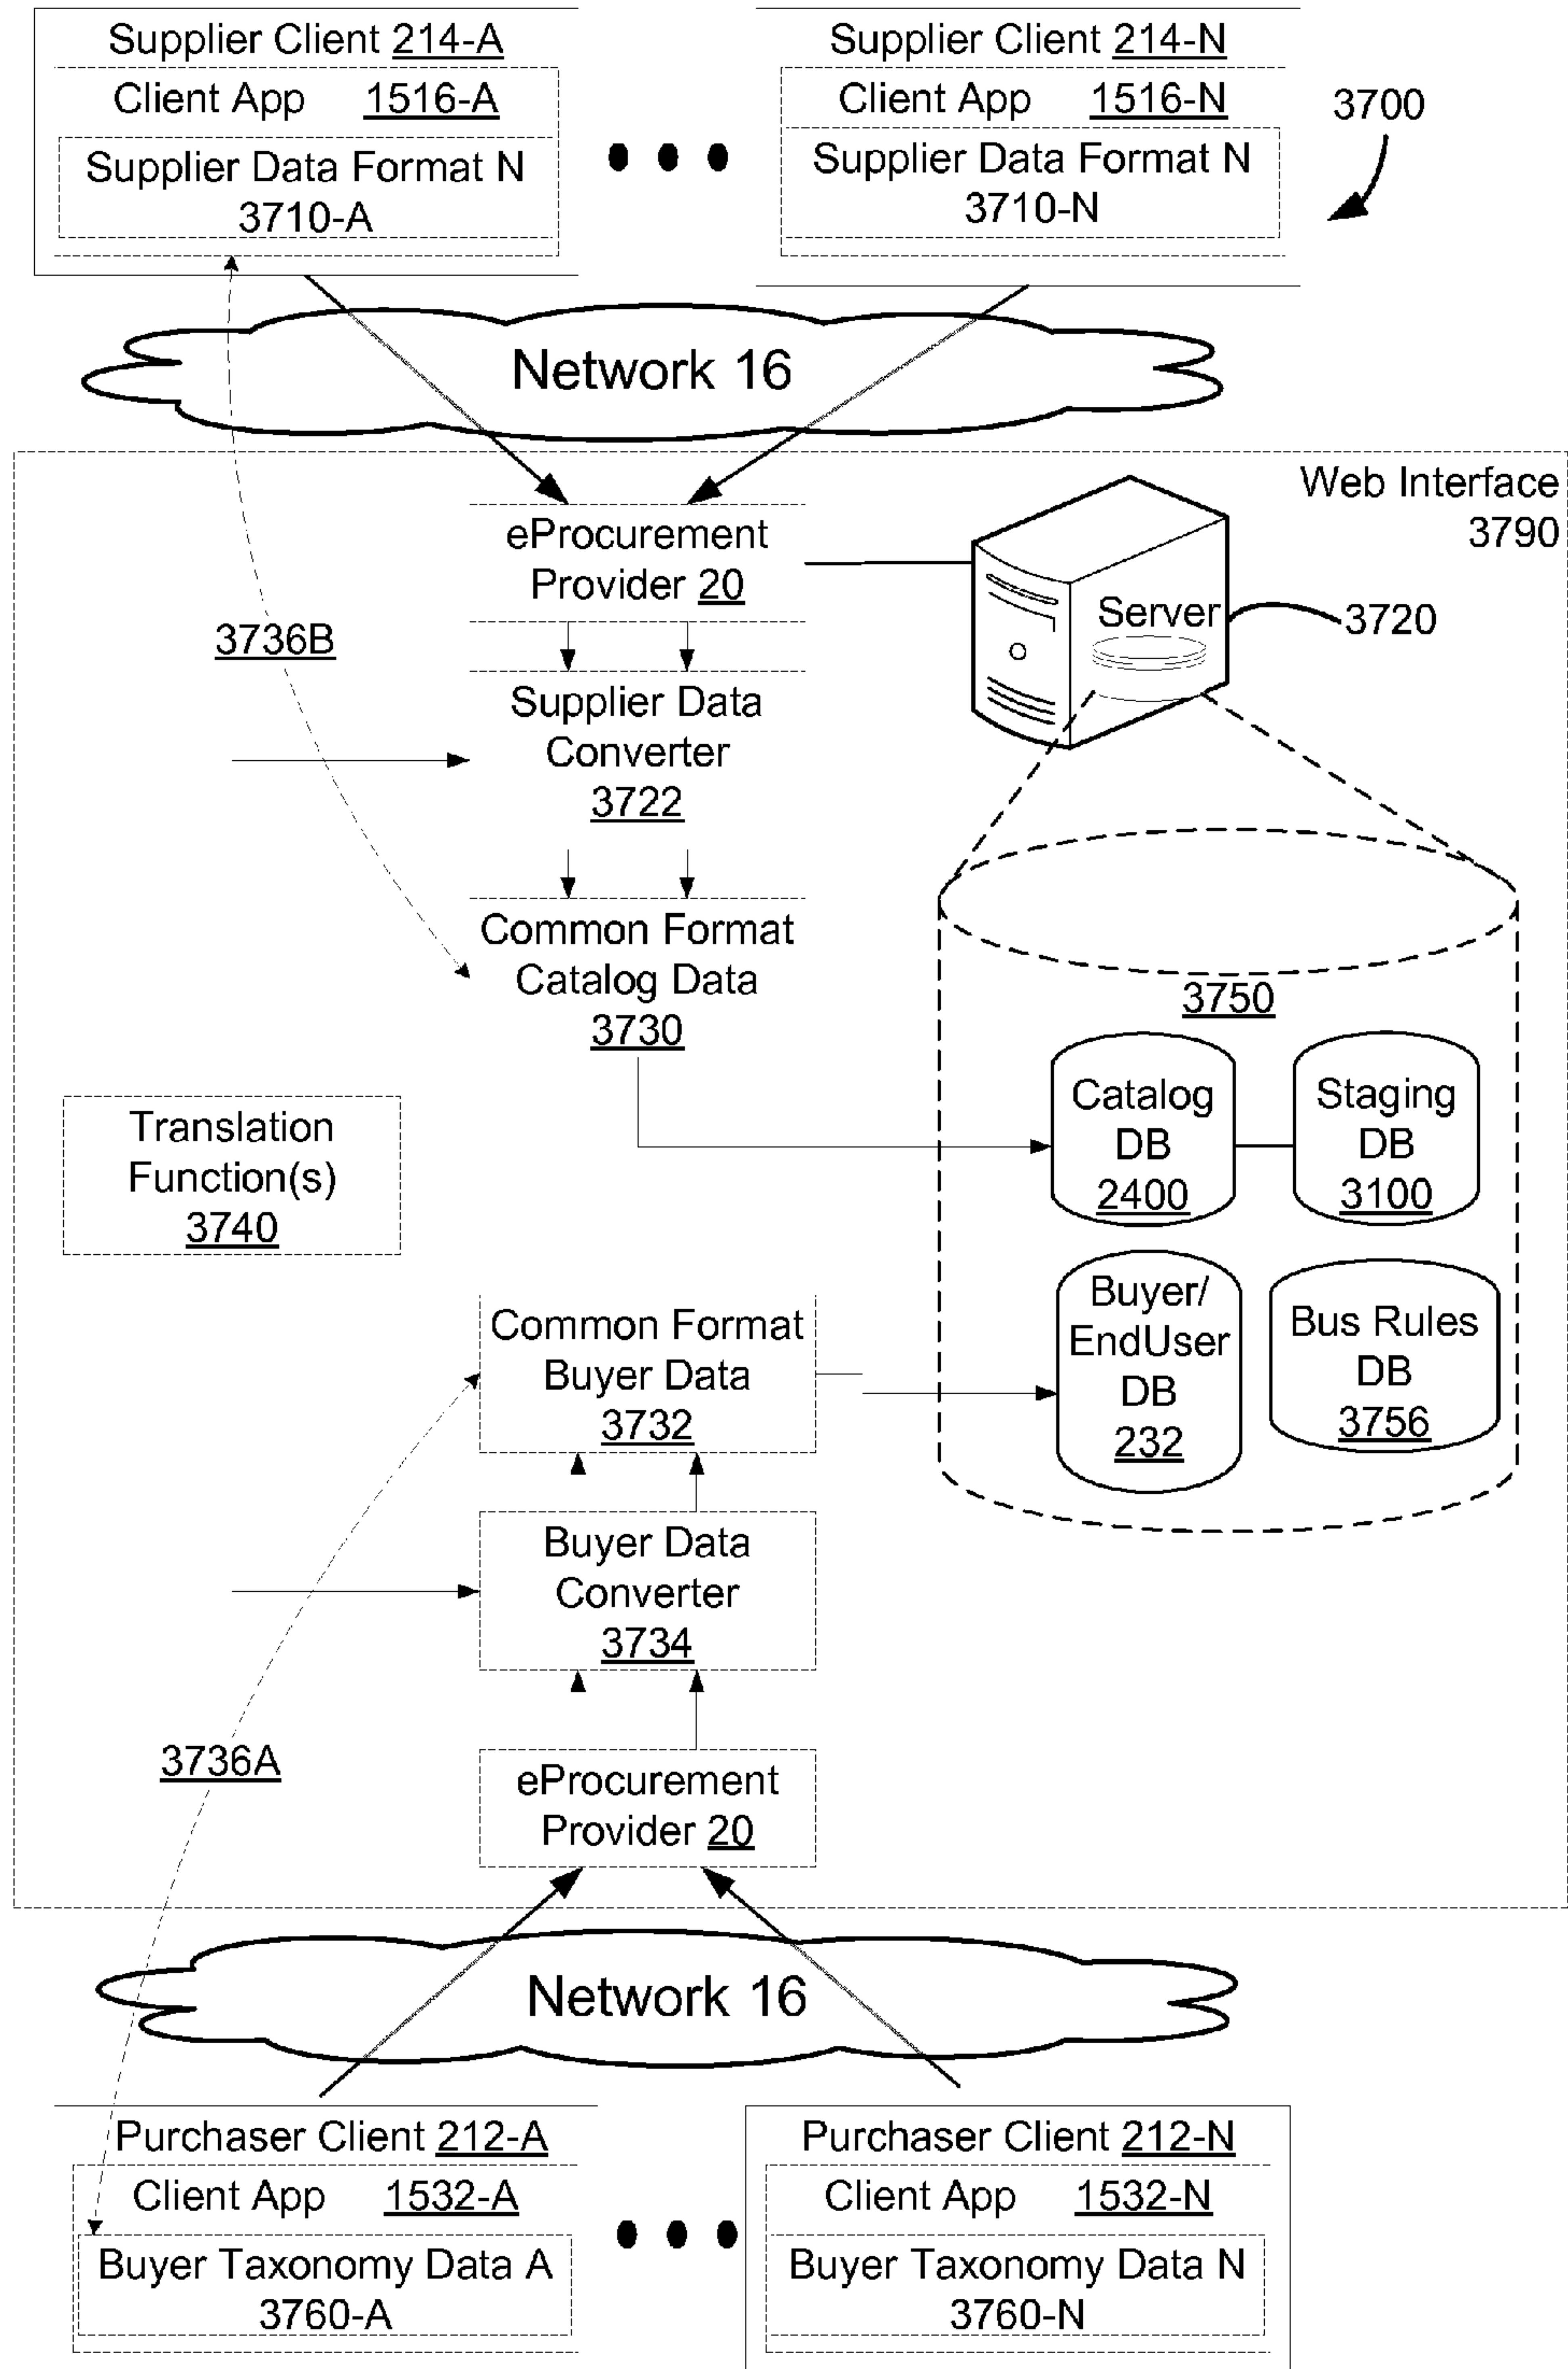 Supplier Client 214-A
Client App 1516-A
Supplier Data Format N
3710-A
Supplier Client 214-N
Client App 1516-N
Supplier Data Format N
3710-N
3700
Network 16
Web Interface
3790
eProcurement
Provider 20
Server
3720
3736B
Supplier Data
Converter
3722
Common Format
Catalog Data
3730
3750
Catalog
DB
2400
Staging
DB
3100
Translation
Function(s)
3740
Buyer/
EndUser
DB
232
Bus Rules
DB
3756
Common Format
Buyer Data
3732
Buyer Data
Converter
3734
3736A
eProcurement
Provider 20
Network 16
Purchaser Client 212-A
Client App 1532-A
Buyer Taxonomy Data A
3760-A
Purchaser Client 212-N
Client App 1532-N
Buyer Taxonomy Data N
3760-N